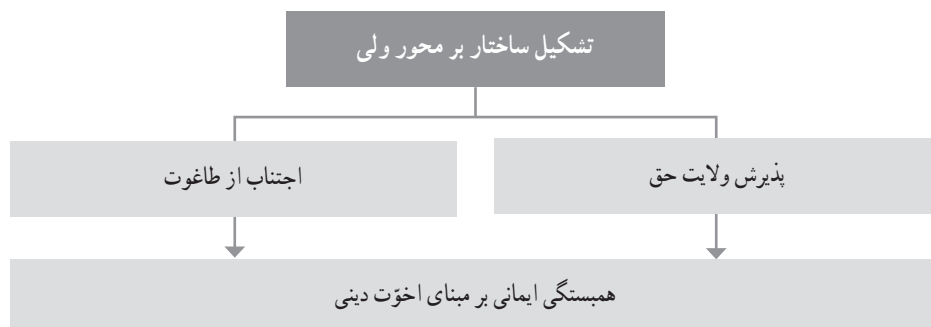 تشکیل ساختار بر محور ولی
پذیرش ولایت حق
اجتناب از طاغوت
همبستگی ایمانی بر مبنای اخوّت دینی